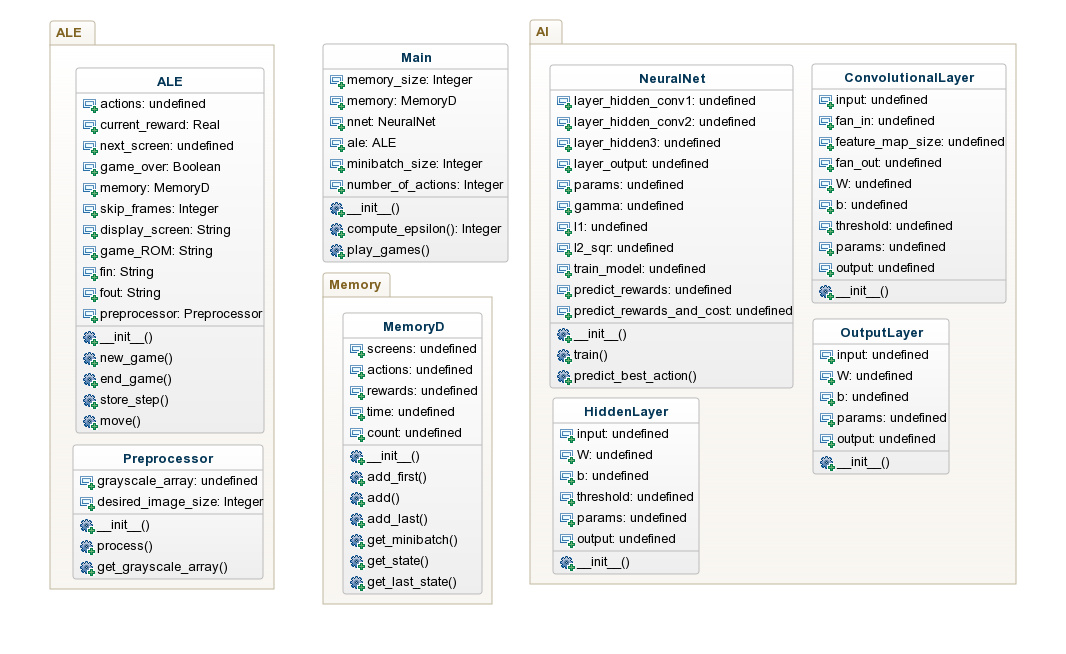 ALE
ALE
actions: undefined
current_reward: Real
next_screen: undefined
game_over: Boolean
memory: MemoryD
skip_frames: Integer
display_screen: String
game_ROM: String
fin: String
fout: String
preprocessor: Preprocessor
__init__()
new_game()
end_game()
store_step()
move()
Preprocessor
grayscale_array: undefined
desired_image_size: Integer
__init__()
process()
get_grayscale_array()
Main
memory_size: Integer
memory: MemoryD
nnet: NeuralNet
ale: ALE
minibatch_size: Integer
number_of_actions: Integer
__init__()
compute_epsilon(): Integer
play_games()
Memory
MemoryD
screens: undefined
actions: undefined
rewards: undefined
time: undefined
count: undefined
__init__()
add_first()
add()
add_last()
get_minibatch()
get_state()
get_last_state()
AI
NeuralNet
layer_hidden_conv1: undefined
layer_hidden_conv2: undefined
layer_hidden3: undefined
layer_output: undefined
params: undefined
gamma: undefined
l1: undefined
l2_sqr: undefined
train_model: undefined
predict_rewards: undefined
predict_rewards_and_cost: undefined
__init__()
train()
predict_best_action()
HiddenLayer
input: undefined
W: undefined
b: undefined
threshold: undefined
params: undefined
output: undefined
__init__()
ConvolutionalLayer
input: undefined
fan_in: undefined
feature_map_size: undefined
fan_out: undefined
W: undefined
b: undefined
threshold: undefined
params: undefined
output: undefined
__init__()
OutputLayer
input: undefined
W: undefined
b: undefined
params: undefined
output: undefined
__init__()